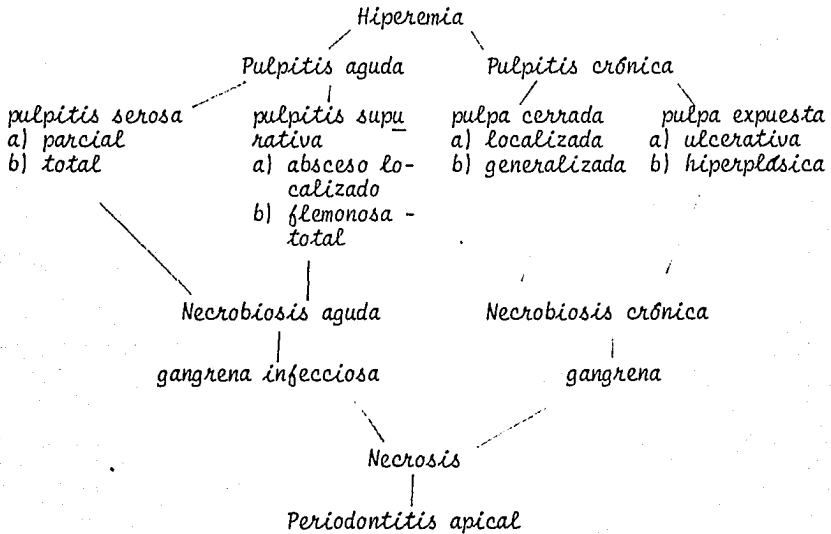 Hiperemia
Pulpitis aguda Pulpitis crónica
pulpitis serosa
a) parcial
b) total
pulpitis supu
rativa
a) absceso lo-
calizado
b) flemonosa -
total
pulpa cerrada
a) localizada
b) generalizada
pulpa expuesta
a) ulcerativa
b) hiperplásica
Necrobiosis aguda Necrobiosis crónica
gangrena infecciosa gangrena
Necrosis
Periodontitis apical